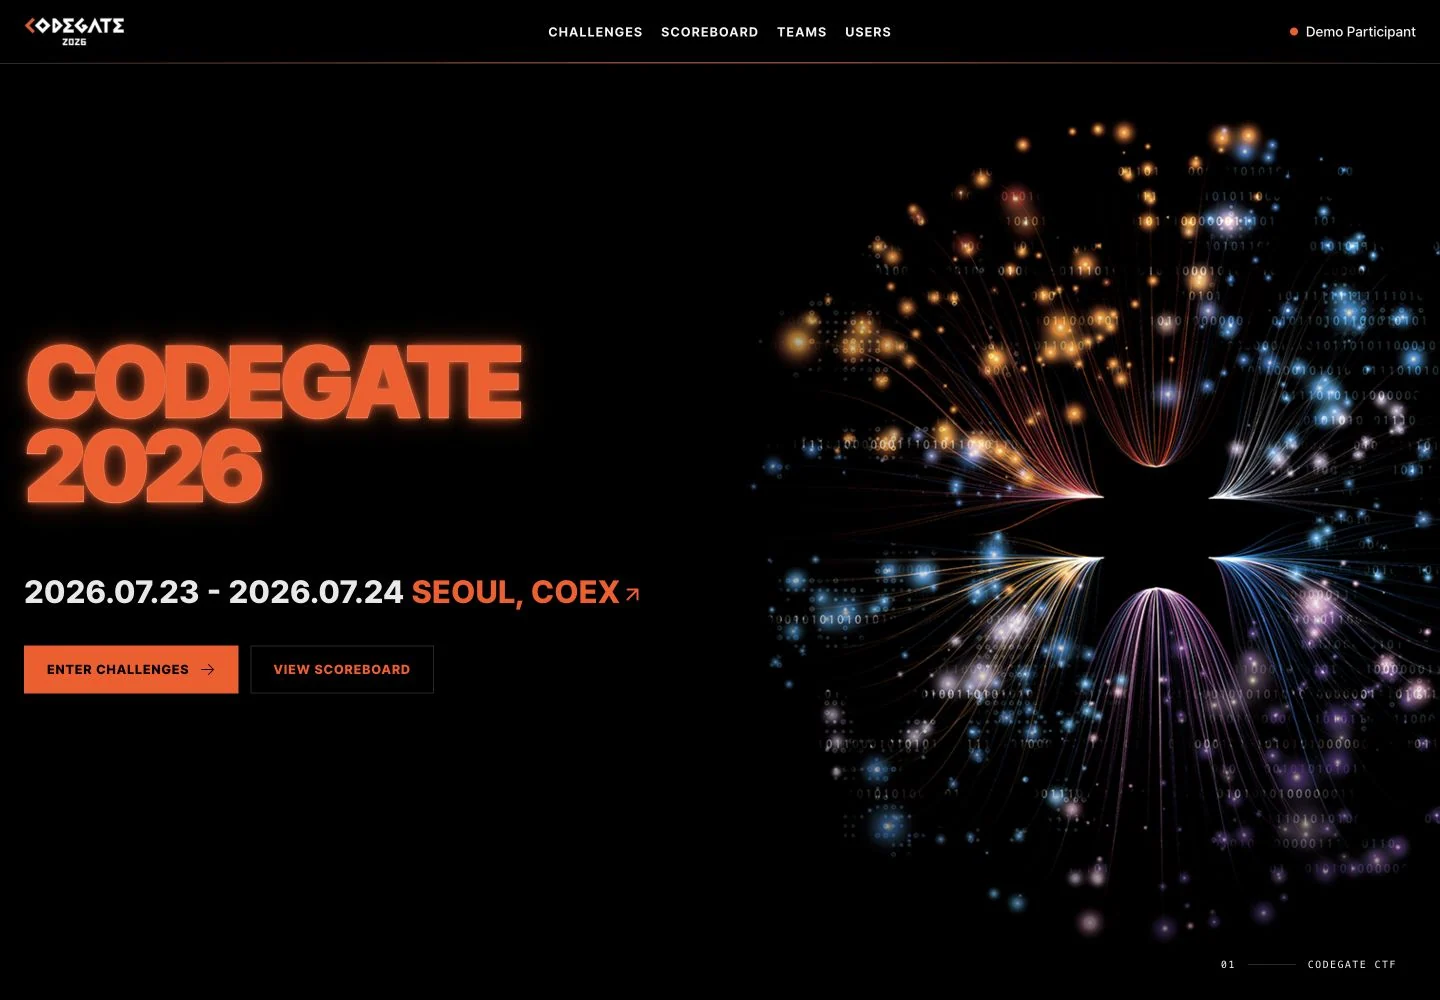 CODEGATE
2026
CHALLENGES SCOREBOARD TEAMS USERS
Demo Participant
CODEGATE
2026
2026.07.23 - 2026.07.24 SEOUL, COEX
ENTER CHALLENGES
VIEW SCOREBOARD
01 CODEGATE CTF